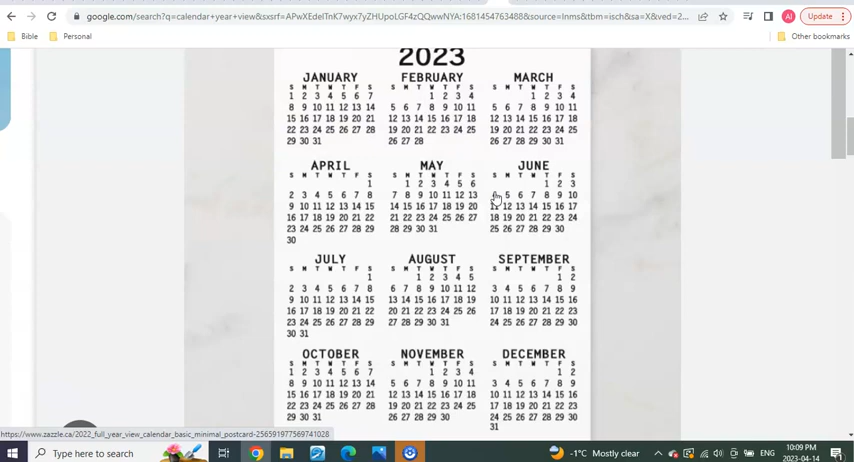 google.com/search?q=calendar+year+view&sxsrf=APwXEdeITnK7wyx7yZHUpoLGF4zQQwwNYA:1681454763488&source=lnms&tbm=isch&sa=X&ved=2...
Update
Bible Personal Other bookmarks
2023
JANUARY FEBRUARY MARCH
S M T W T F S S M T W T F S S M T W T F S
1 2 3 4 5 6 7 1 2 3 4 1 2 3 4
8 9 10 11 12 13 14 5 6 7 8 9 10 11 5 6 7 8 9 10 11
15 16 17 18 19 20 21 12 13 14 15 16 17 18 12 13 14 15 16 17 18
22 23 24 25 26 27 28 19 20 21 22 23 24 25 19 20 21 22 23 24 25
29 30 31 26 27 28 26 27 28 29 30 31
APRIL MAY JUNE
S M T W T F S S M T W T F S S M T W T F S
1 1 2 3 4 5 6 1 2 3
2 3 4 5 6 7 8 7 8 9 10 11 12 13 5 6 7 8 9 10
9 10 11 12 13 14 15 14 15 16 17 18 19 20 11 12 13 14 15 16 17
16 17 18 19 20 21 22 21 22 23 24 25 26 27 18 19 20 21 22 23 24
23 24 25 26 27 28 29 28 29 30 31 25 26 27 28 29 30
30
JULY AUGUST SEPTEMBER
S M T W T F S S M T W T F S S M T W T F S
1 1 2 3 4 5 1 2
2 3 4 5 6 7 8 6 7 8 9 10 11 12 3 4 5 6 7 8 9
9 10 11 12 13 14 15 13 14 15 16 17 18 19 10 11 12 13 14 15 16
16 17 18 19 20 21 22 20 21 22 23 24 25 26 17 18 19 20 21 22 23
23 24 25 26 27 28 29 27 28 29 30 31 24 25 26 27 28 29 30
30 31
OCTOBER NOVEMBER DECEMBER
S M T W T F S S M T W T F S S M T W T F S
1 2 3 4 5 6 7 1 2 3 4 1 2
8 9 10 11 12 13 14 5 6 7 8 9 10 11 3 4 5 6 7 8 9
15 16 17 18 19 20 21 12 13 14 15 16 17 18 10 11 12 13 14 15 16
22 23 24 25 26 27 28 19 20 21 22 23 24 25 17 18 19 20 21 22 23
29 30 31 26 27 28 29 30 24 25 26 27 28 29 30
31
https://www.zazzle.ca/2022_full_year_view_calendar_basic_minimal_postcard-256591977569741028
Type here to search
-1°C Mostly clear
ENG
10:09 PM
2023-04-14